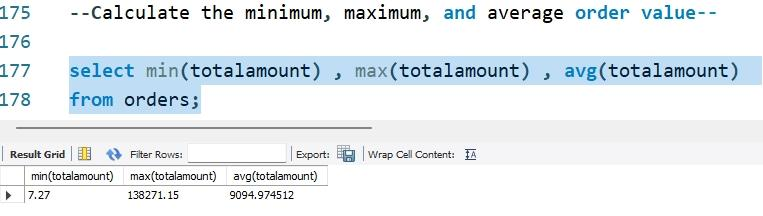 175 --Calculate the minimum, maximum, and average order value--
176
177 select min(totalamount) , max(totalamount) , avg(totalamount)
178 from orders;
Result Grid Filter Rows: Export: Wrap Cell Content: IA
min(totalamount) max(totalamount) avg(totalamount)
7.27 138271.15 9094.974512